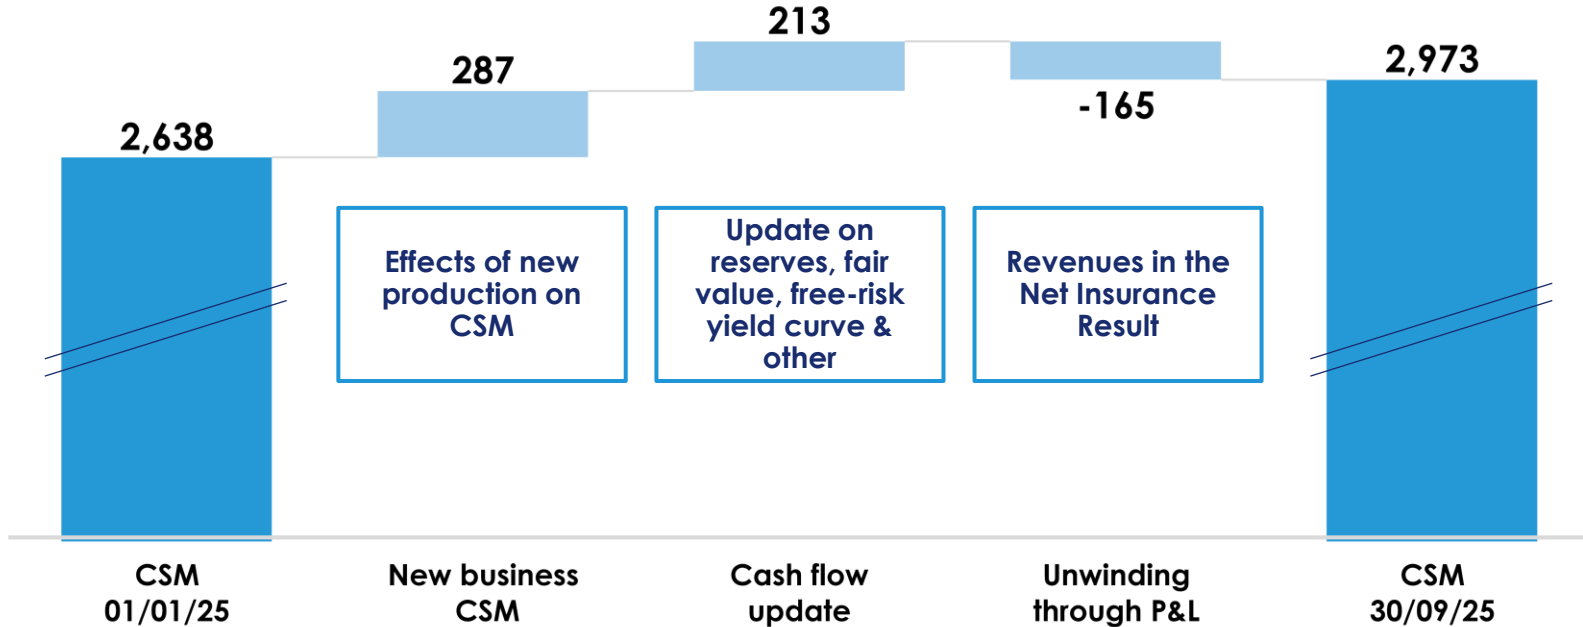 213
287
2,973
-165
2,638
Effects of new
production on
CSM
Update on
reserves, fair
value, free-risk
yield curve &
other
Revenues in the
Net Insurance
Result
CSM
01/01/25
New business
CSM
Cash flow
update
Unwinding
through P&L
CSM
30/09/25